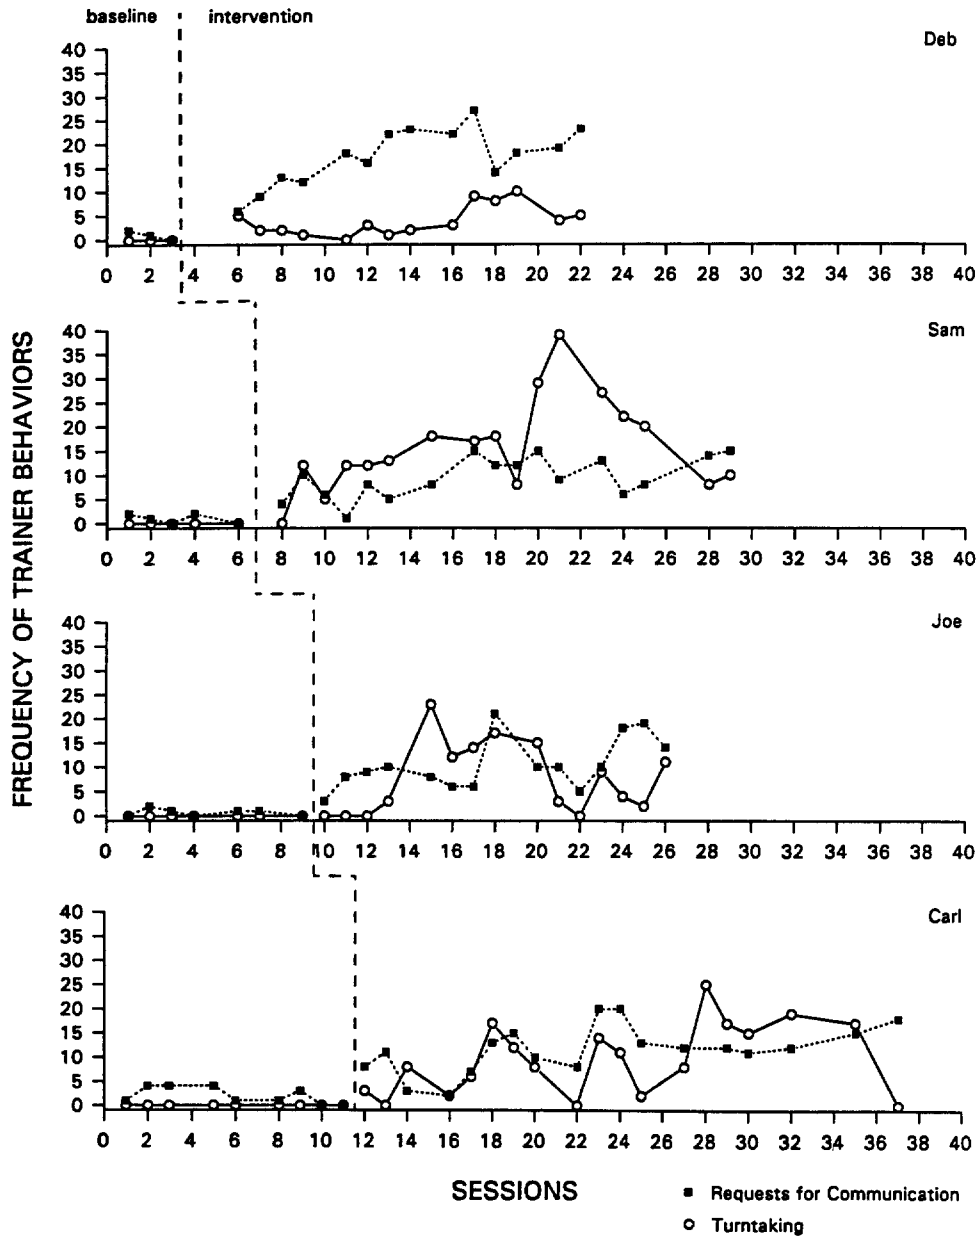 baseline intervention
Deb
40
35
30
25
20
15
10
5
0
0 2 4 6 8 10 12 14 16 18 20 22 24 26 28 30 32 34 36 38 40
Sam
40
35
30
25
20
15
10
5
0
0 2 4 6 8 10 12 14 16 18 20 22 24 26 28 30 32 34 36 38 40
Joe
40
35
30
25
20
15
10
5
0
0 2 4 6 8 10 12 14 16 18 20 22 24 26 28 30 32 34 36 38 40
Carl
40
35
30
25
20
15
10
5
0
2 4 6 8 10 12 14 16 18 20 22 24 26 28 30 32 34 36 38 40
FREQUENCY OF TRAINER BEHAVIORS
SESSIONS
Requests for Communication
Turntaking